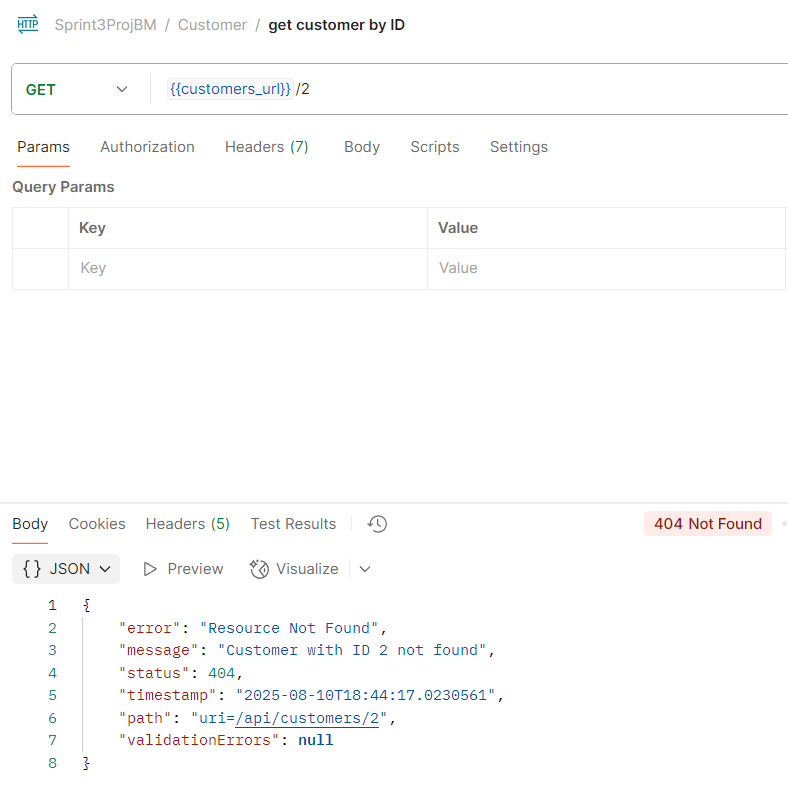 HTTP Sprint3ProjBM / Customer / get customer by ID
GET {{customers_url}} /2
Params Authorization Headers (7) Body Scripts Settings
Query Params
Key Value
Key Value
Body Cookies Headers (5) Test Results 404 Not Found
{} JSON Preview Visualize
1 {
2 "error": "Resource Not Found",
3 "message": "Customer with ID 2 not found",
4 "status": 404,
5 "timestamp": "2025-08-10T18:44:17.0230561",
6 "path": "uri=/api/customers/2",
7 "validationErrors": null
8 }